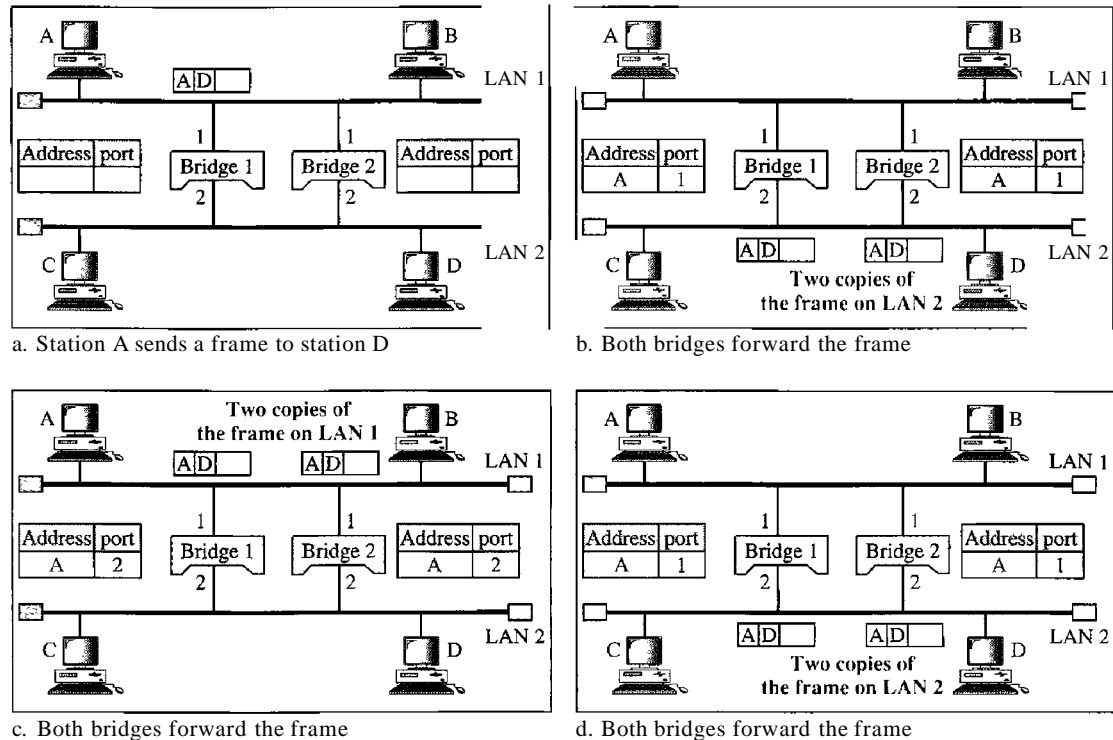 A
B
A D
LAN 1
1
1
Address port
Bridge 1
Bridge 2
Address port
2
2
LAN 2
C
D
a. Station A sends a frame to station D
A
B
LAN 1
1
1
Address port
Bridge 1
Bridge 2
Address port
A 1
A 1
2
2
LAN 2
A D
A D
C
D
Two copies of
the frame on LAN 2
b. Both bridges forward the frame
A
Two copies of
the frame on LAN 1
B
A D
A D
LAN 1
1
1
Address port
Bridge 1
Bridge 2
Address port
A 2
A 2
2
2
LAN 2
C
D
c. Both bridges forward the frame
A
B
LAN 1
1
1
Address port
Bridge 1
Bridge 2
Address port
A 1
A 1
2
2
LAN 2
A D
A D
C
D
Two copies of
the frame on LAN 2
d. Both bridges forward the frame